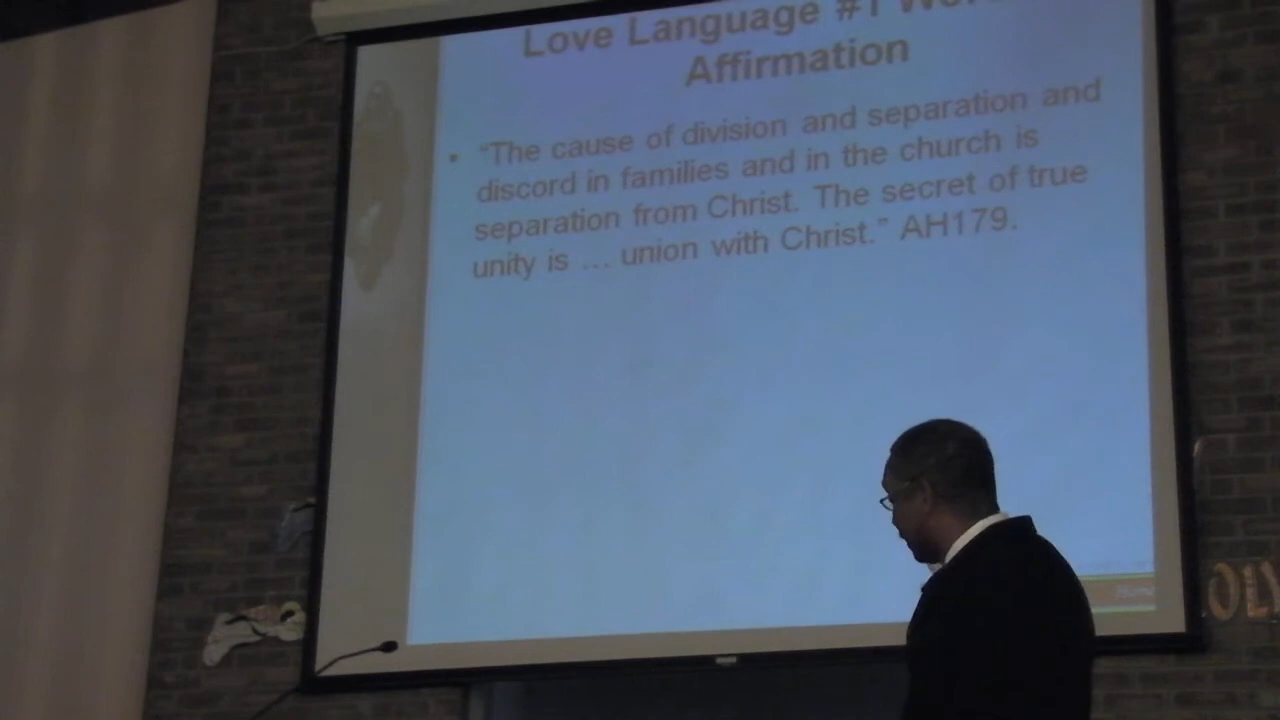 Love Language #1 Wor
Affirmation
• "The cause of division and separation and
discord in families and in the church is
separation from Christ. The secret of true
unity is ... union with Christ." AH179.
OLY